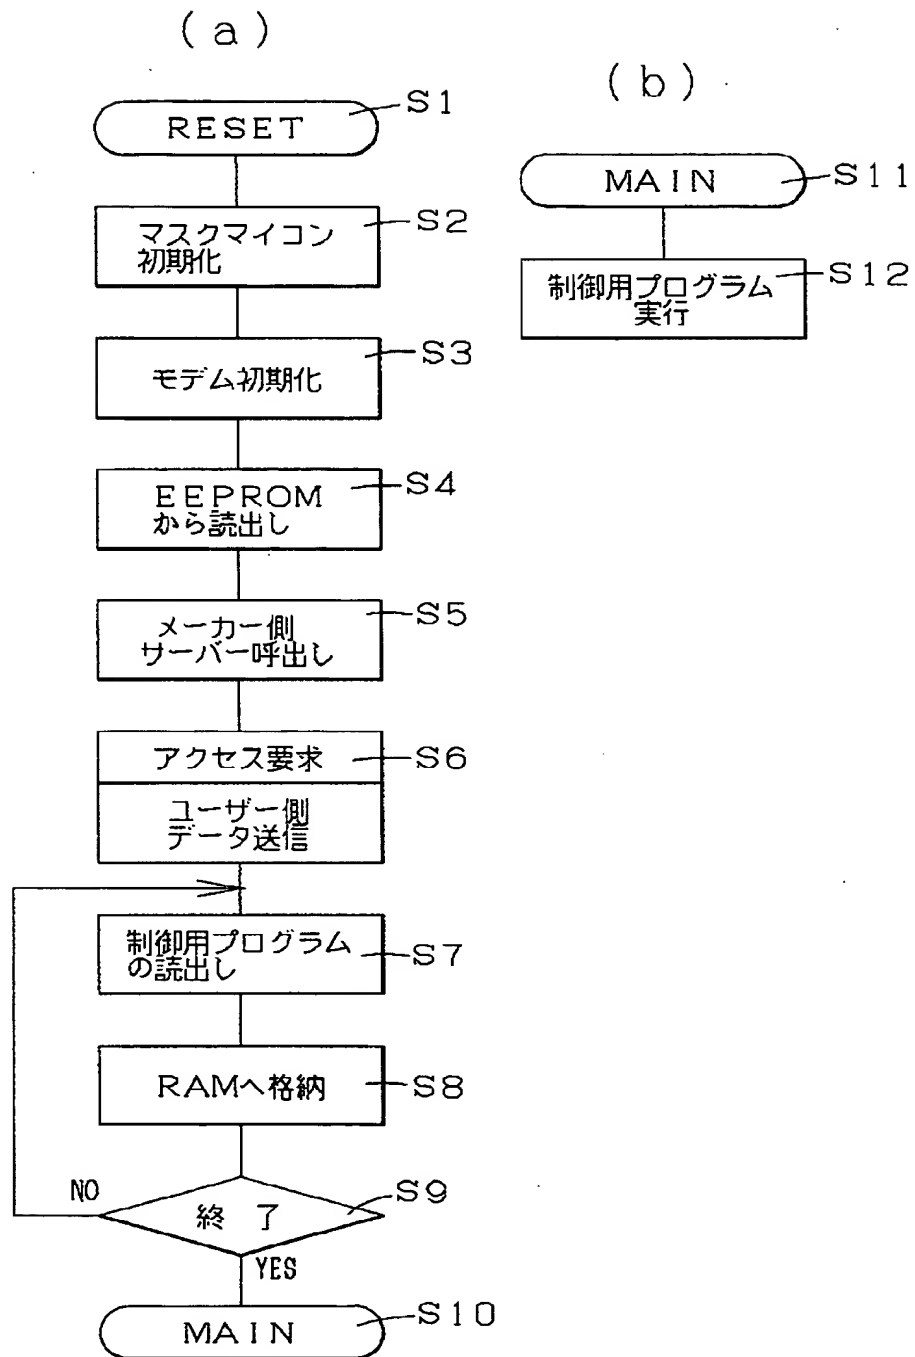 (a)
RESET
S1
マスクマイコン
初期化
S2
モデム初期化
S3
EEPROM
から読出し
S4
メーカー側
サーバー呼出し
S5
アクセス要求
S6
ユーザー側
データ送信
制御用プログラム
の読出し
S7
RAMへ格納
S8
終了
S9
NO
YES
MAIN
S10
(b)
MAIN
S11
制御用プログラム
実行
S12